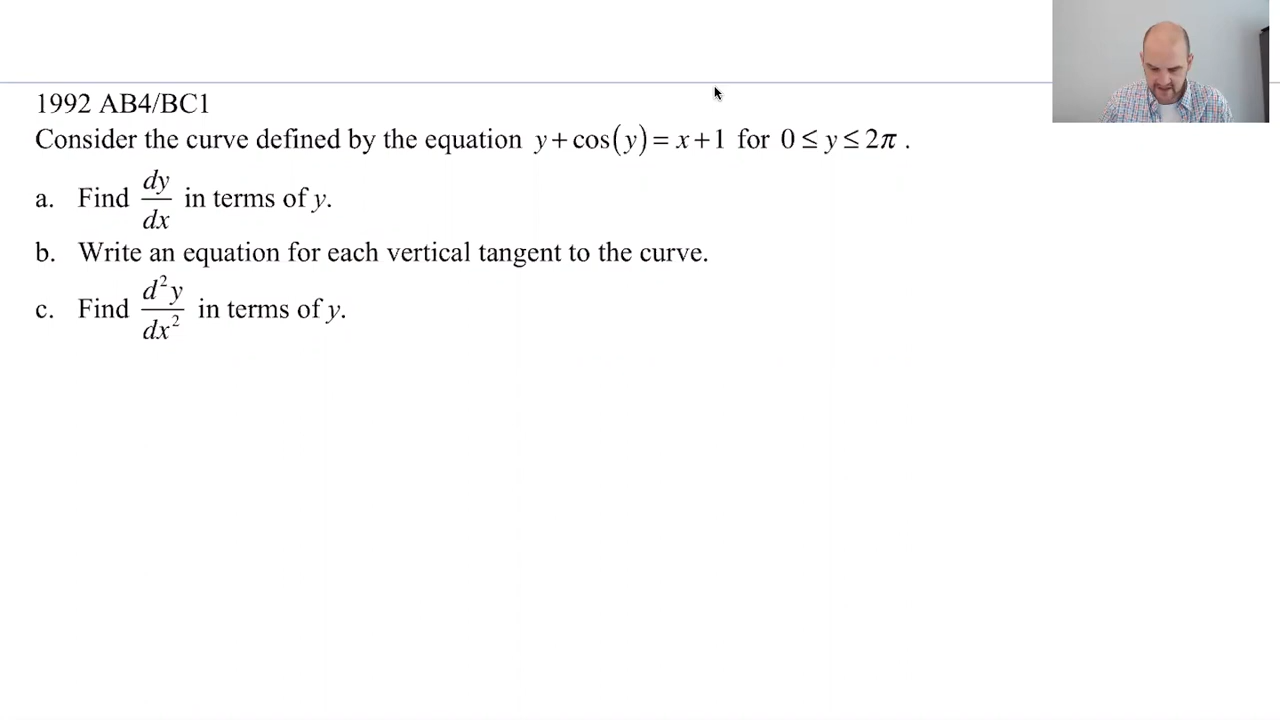 1992 AB4/BC1
Consider the curve defined by the equation y + cos(y) = x + 1 for 0 ≤ y ≤ 2π .
a. Find dy/dx in terms of y.
b. Write an equation for each vertical tangent to the curve.
c. Find d²y/dx² in terms of y.